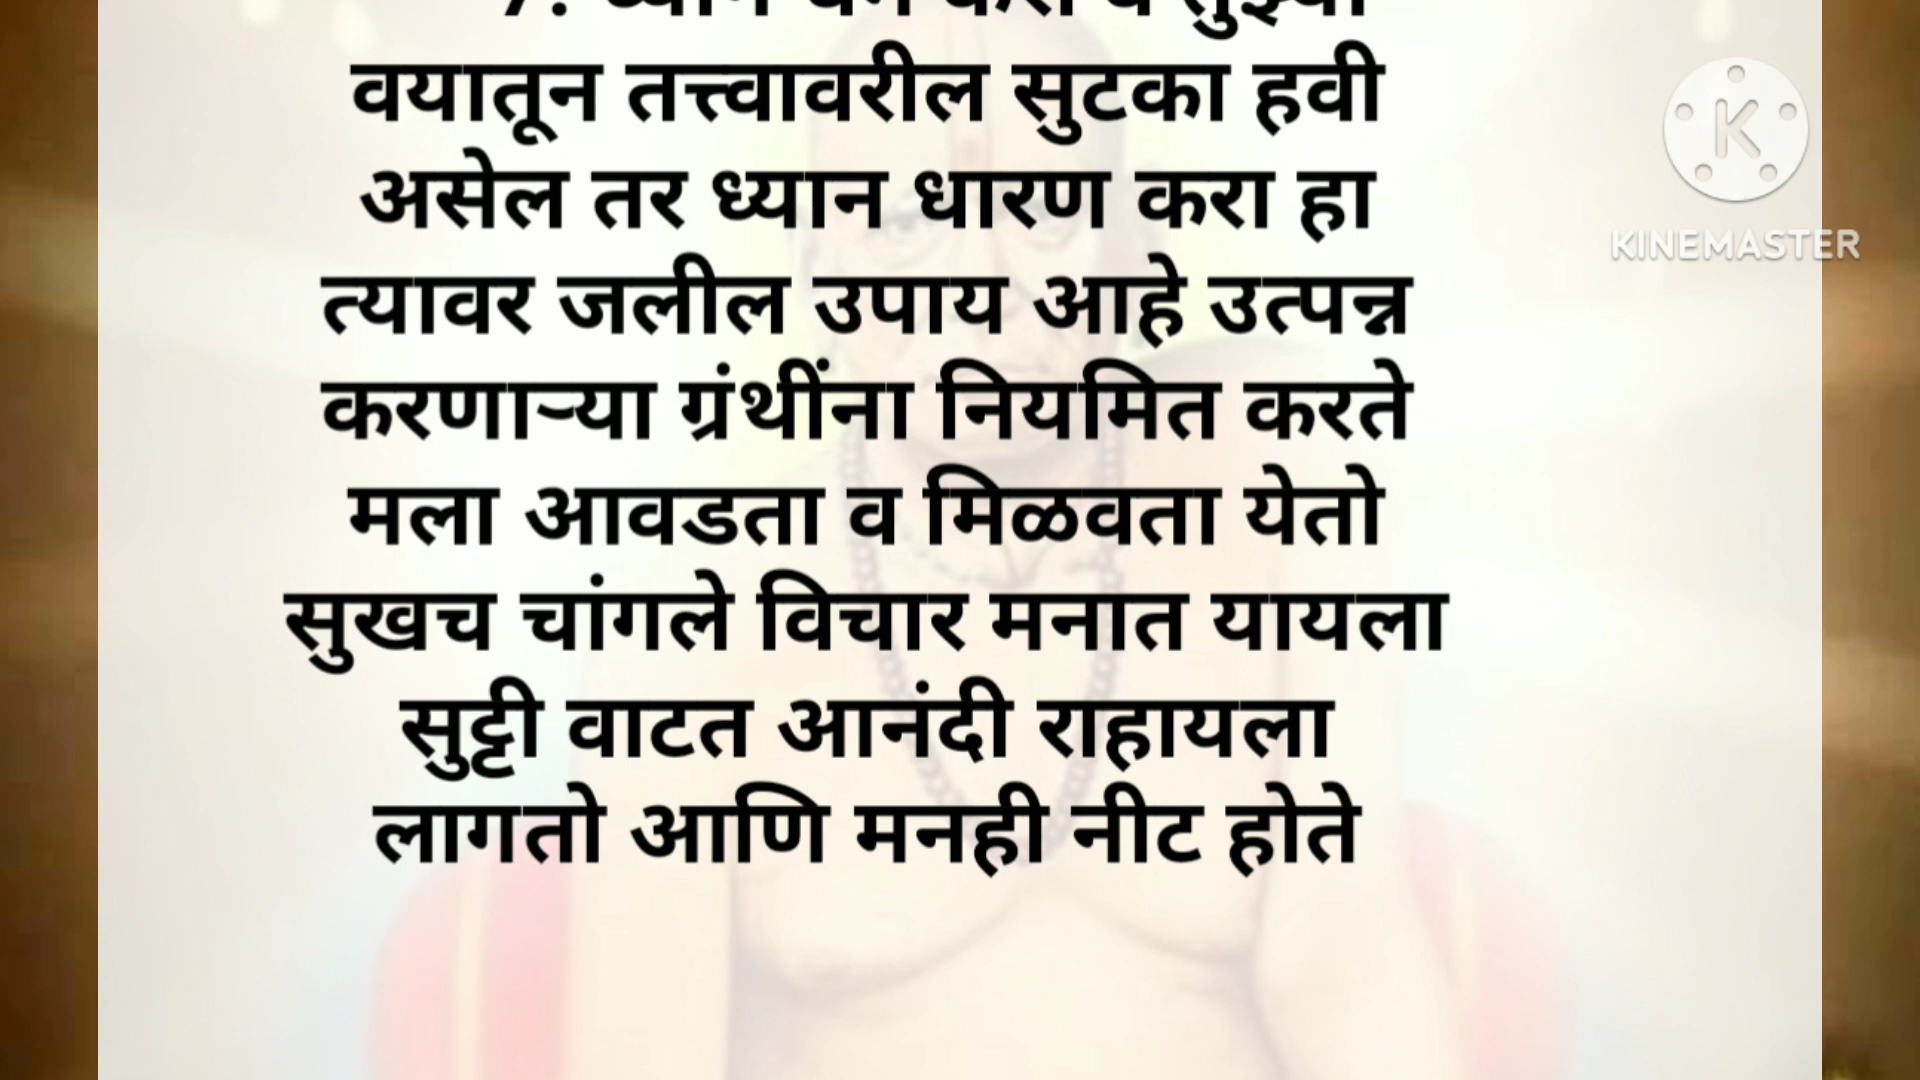 वयातून तत्त्वावरील सुटका हवी
असेल तर ध्यान धारण करा हा
त्यावर जलील उपाय आहे उत्पन्न
करणाऱ्या ग्रंथींना नियमित करते
मला आवडता व मिळवता येतो
सुखच चांगले विचार मनात यायला
सुट्टी वाटत आनंदी राहायला
लागतो आणि मनही नीट होते
KINEMASTER